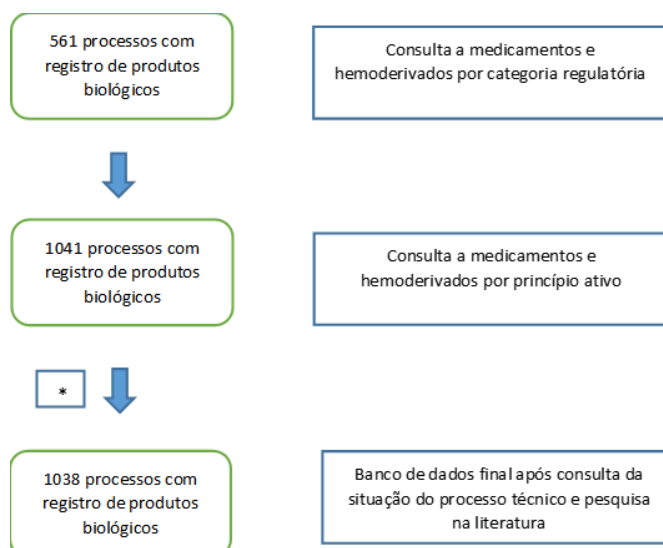 561 processos com
registro de produtos
biológicos
Consulta a medicamentos e
hemoderivados por categoria regulatória
1041 processos com
registro de produtos
biológicos
Consulta a medicamentos e
hemoderivados por princípio ativo
*
1038 processos com
registro de produtos
biológicos
Banco de dados final após consulta da
situação do processo técnico e pesquisa
na literatura